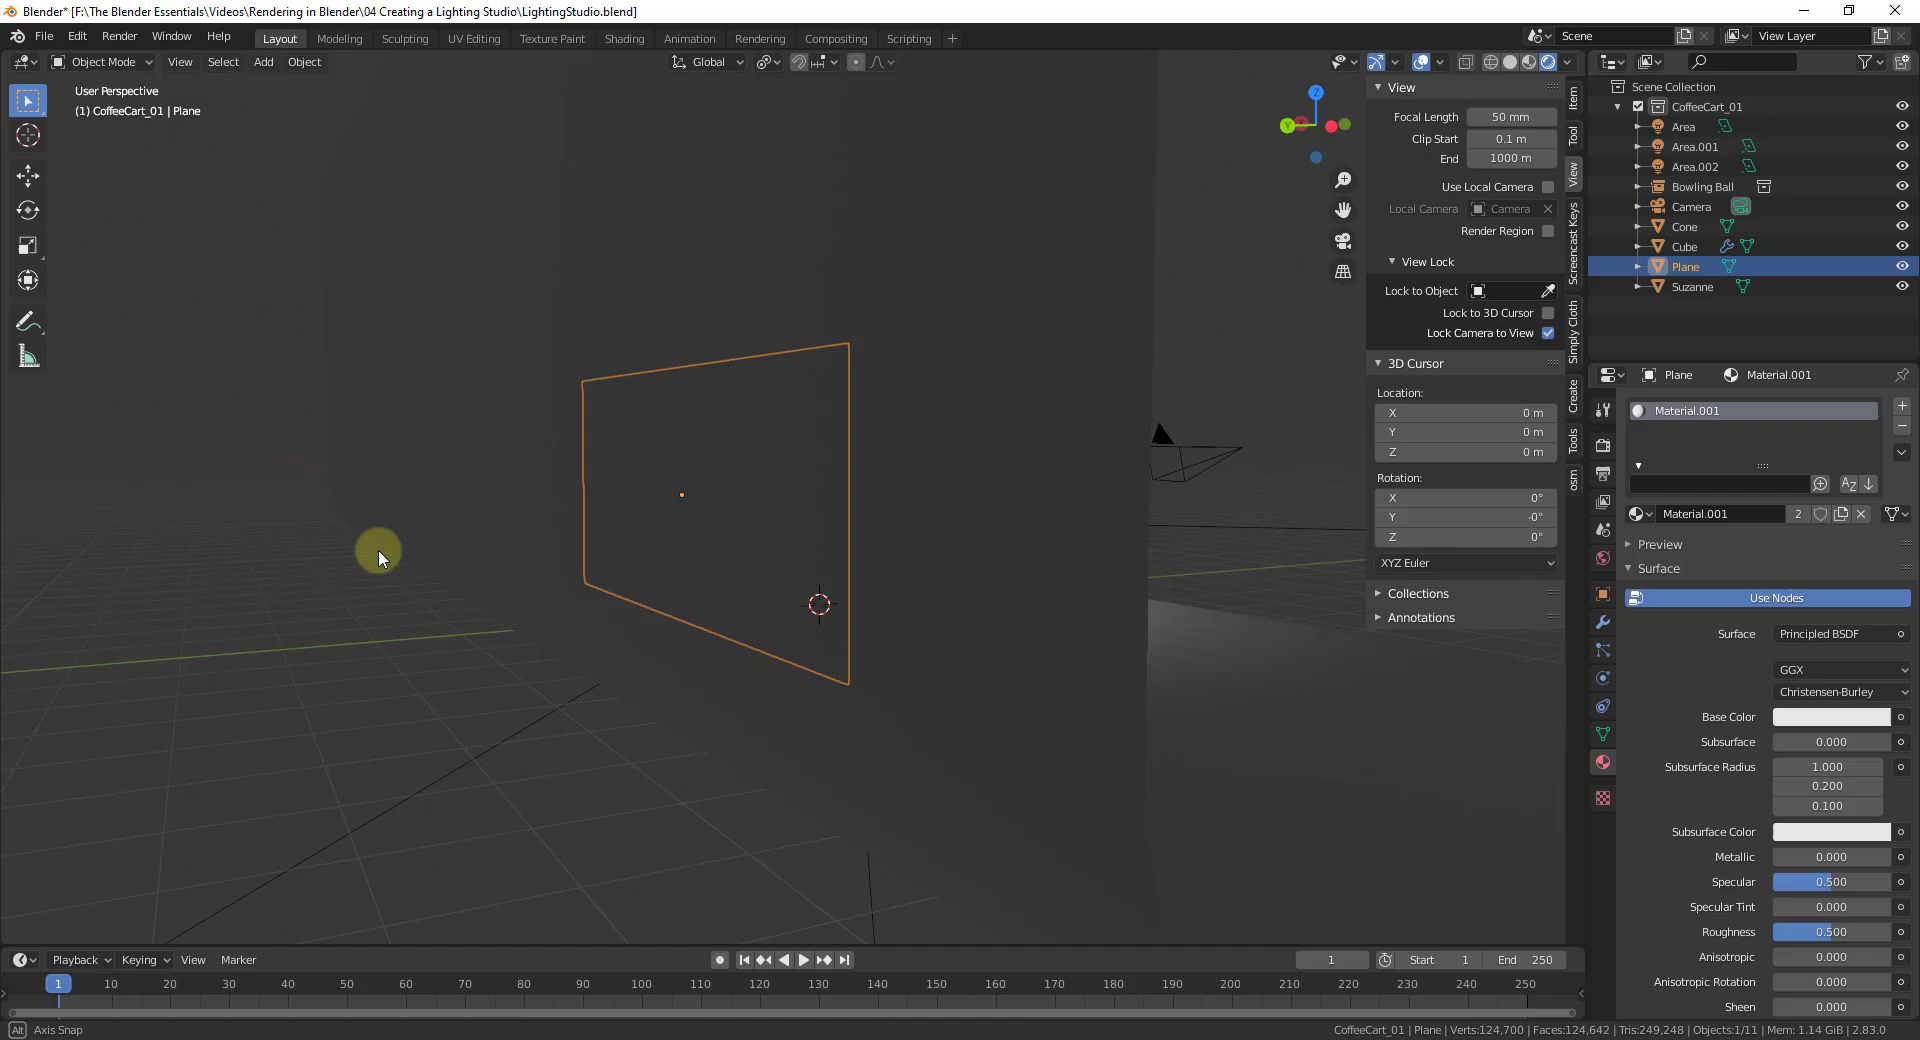 Blender* [F:\The Blender Essentials\Videos\Rendering in Blender\04 Creating a Lighting Studio\LightingStudio.blend]
File Edit Render Window Help
Layout Modeling Sculpting UV Editing Texture Paint Shading Animation Rendering Compositing Scripting +
Scene
View Layer
Object Mode View Select Add Object
Global
User Perspective
(1) CoffeeCart_01 | Plane
Z
Y
View
Focal Length 50 mm
Clip Start 0.1 m
End 1000 m
Use Local Camera
Local Camera Camera
Render Region
View Lock
Lock to Object
Lock to 3D Cursor
Lock Camera to View
3D Cursor
Location:
X 0 m
Y 0 m
Z 0 m
Rotation:
X 0°
Y -0°
Z 0°
XYZ Euler
Collections
Annotations
Item
Tool
View
Screencast Keys
Simply Cloth
Create
Tools
osm
Scene Collection
CoffeeCart_01
Area
Area.001
Area.002
Bowling Ball
Camera
Cone
Cube
Plane
Suzanne
Plane Material.001
Material.001
AZ
Material.001 2
Preview
Surface
Use Nodes
Surface Principled BSDF
GGX
Christensen-Burley
Base Color
Subsurface 0.000
Subsurface Radius 1.000
0.200
0.100
Subsurface Color
Metallic 0.000
Specular 0.500
Specular Tint 0.000
Roughness 0.500
Anisotropic 0.000
Anisotropic Rotation 0.000
Sheen 0.000
Playback Keying View Marker
1 Start 1 End 250
1 10 20 30 40 50 60 70 80 90 100 110 120 130 140 150 160 170 180 190 200 210 220 230 240 250
Alt Axis Snap
CoffeeCart_01 | Plane | Verts:124,700 | Faces:124,642 | Tris:249,248 | Objects:1/11 | Mem: 1.14 GiB | 2.83.0